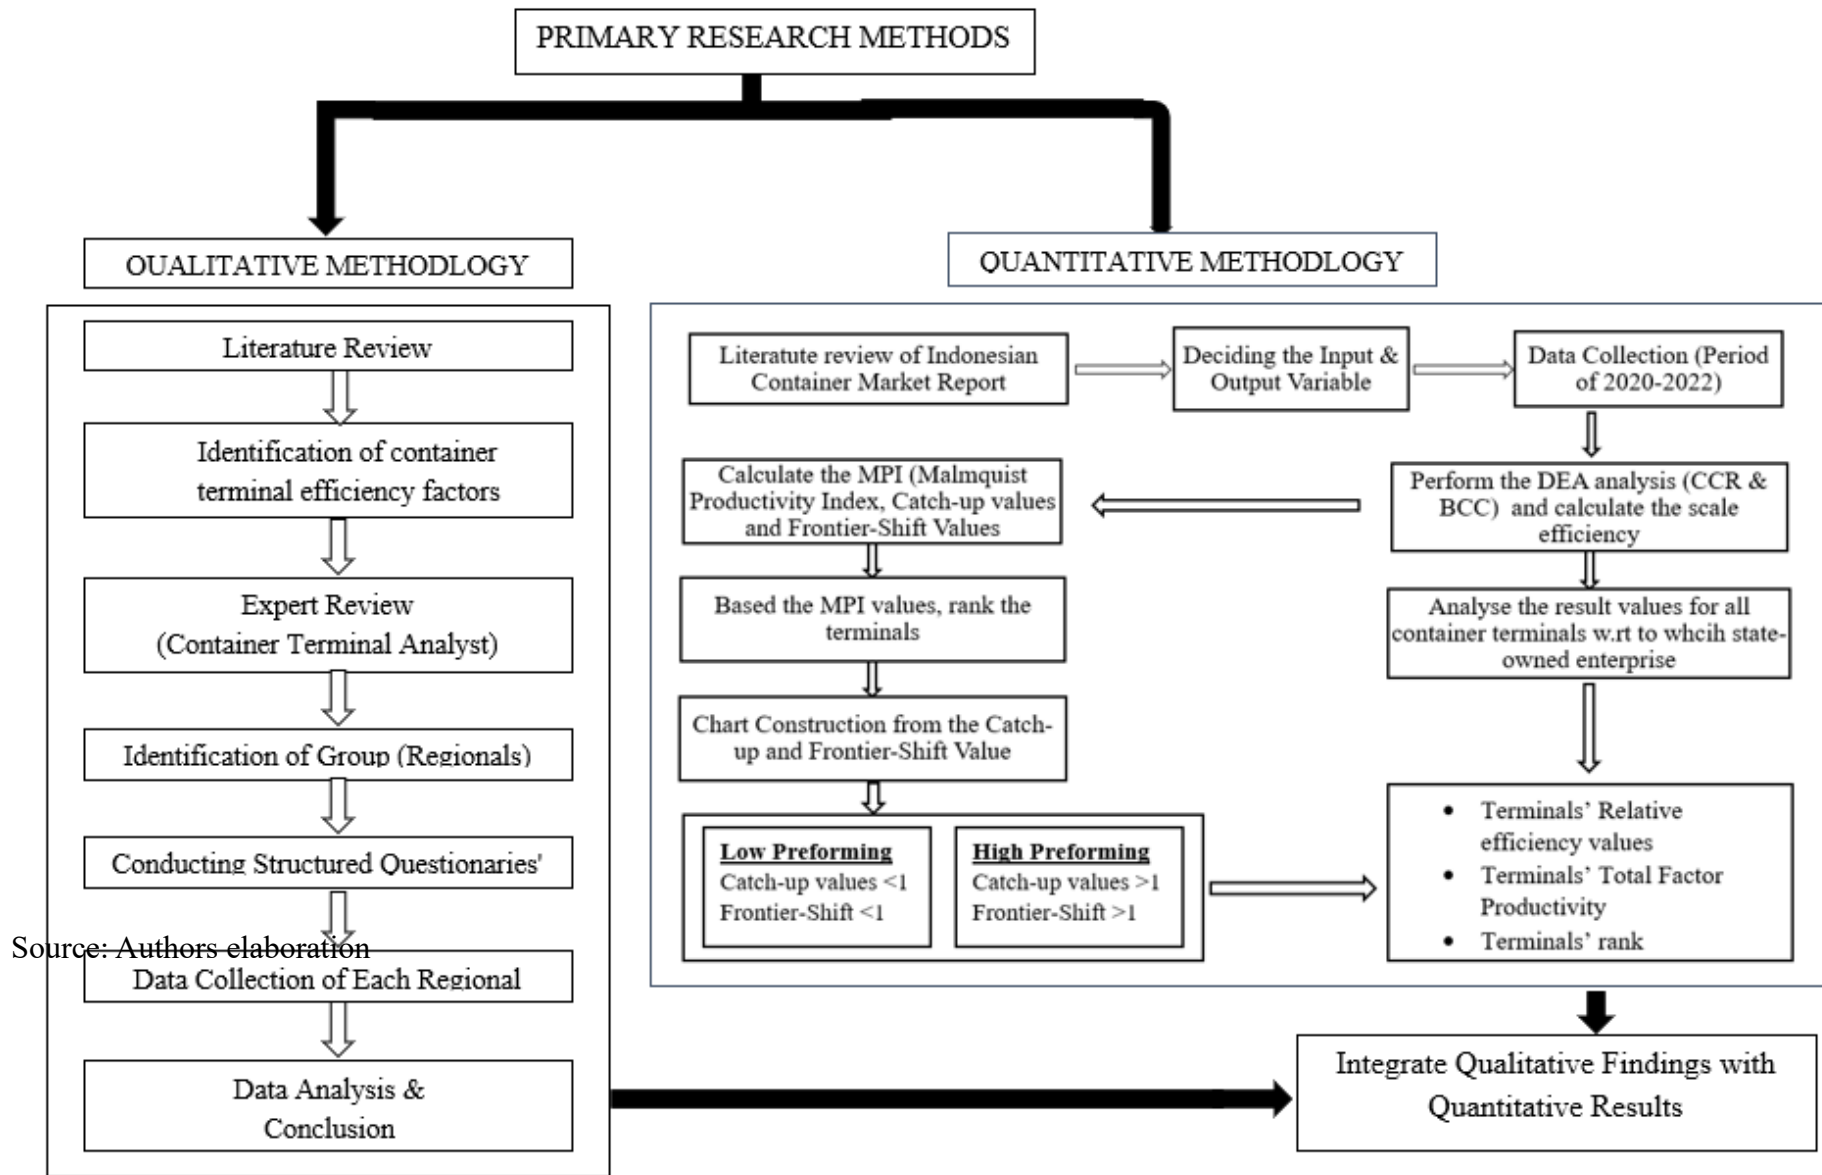 PRIMARY RESEARCH METHODS
OUALITATIVE METHODLOGY
Literature Review
Identification of container
terminal efficiency factors
Expert Review
(Container Terminal Analyst)
Identification of Group (Regionals)
Conducting Structured Questionaries'
Source: Authors elaboration
Data Collection of Each Regional
Data Analysis &
Conclusion
QUANTITATIVE METHODLOGY
Literatute review of Indonesian
Container Market Report
Deciding the Input &
Output Variable
Data Collection (Period
of 2020-2022)
Perform the DEA analysis (CCR &
BCC) and calculate the scale
efficiency
Calculate the MPI (Malmquist
Productivity Index, Catch-up values
and Frontier-Shift Values
Based the MPI values, rank the
terminals
Chart Construction from the Catch-
up and Frontier-Shift Value
Low Preforming
Catch-up values <1
Frontier-Shift <1
High Preforming
Catch-up values >1
Frontier-Shift >1
Analyse the result values for all
container terminals w.rt to whcih state-
owned enterprise
• Terminals’ Relative
efficiency values
• Terminals’ Total Factor
Productivity
• Terminals’ rank
Integrate Qualitative Findings with
Quantitative Results